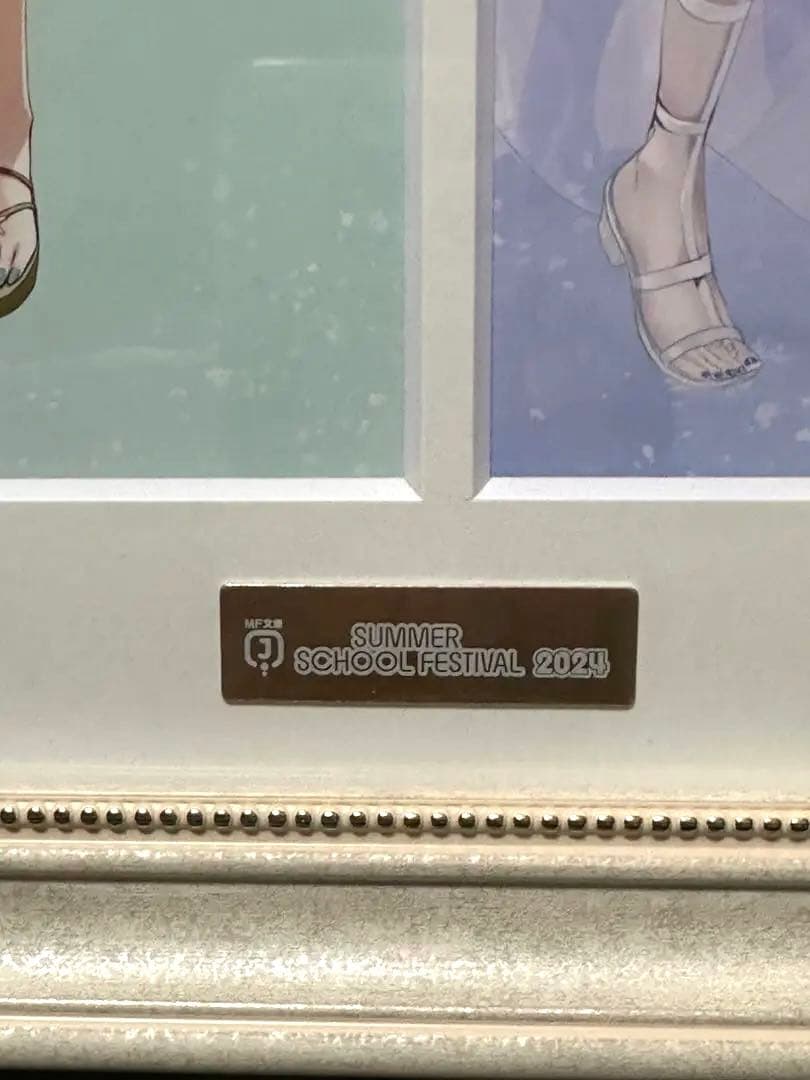 MF文庫
J
SUMMER
SCHOOL FESTIVAL 2024